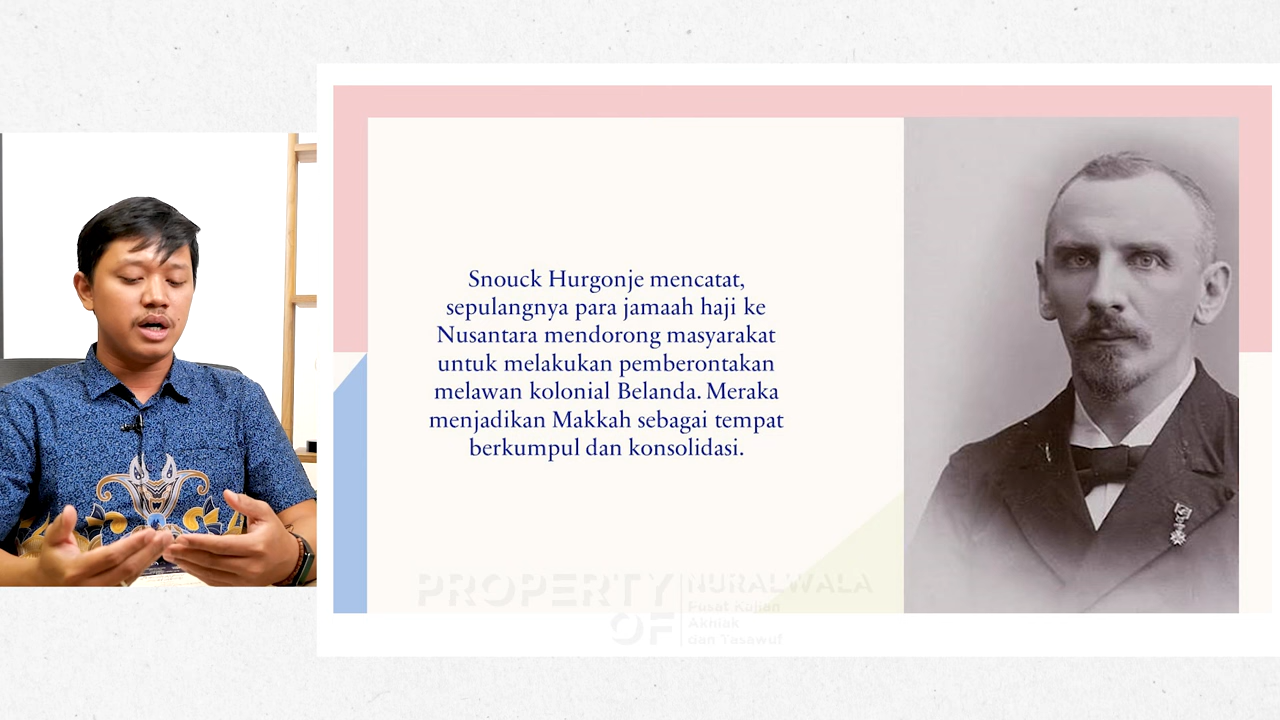 Snouck Hurgonje mencatat,
sepulangnya para jamaah haji ke
Nusantara mendorong masyarakat
untuk melakukan pemberontakan
melawan kolonial Belanda. Meraka
menjadikan Makkah sebagai tempat
berkumpul dan konsolidasi.
PROPERTY OF
NURALWALA
Pusat Kajian
Akhlak
dan Tasawuf